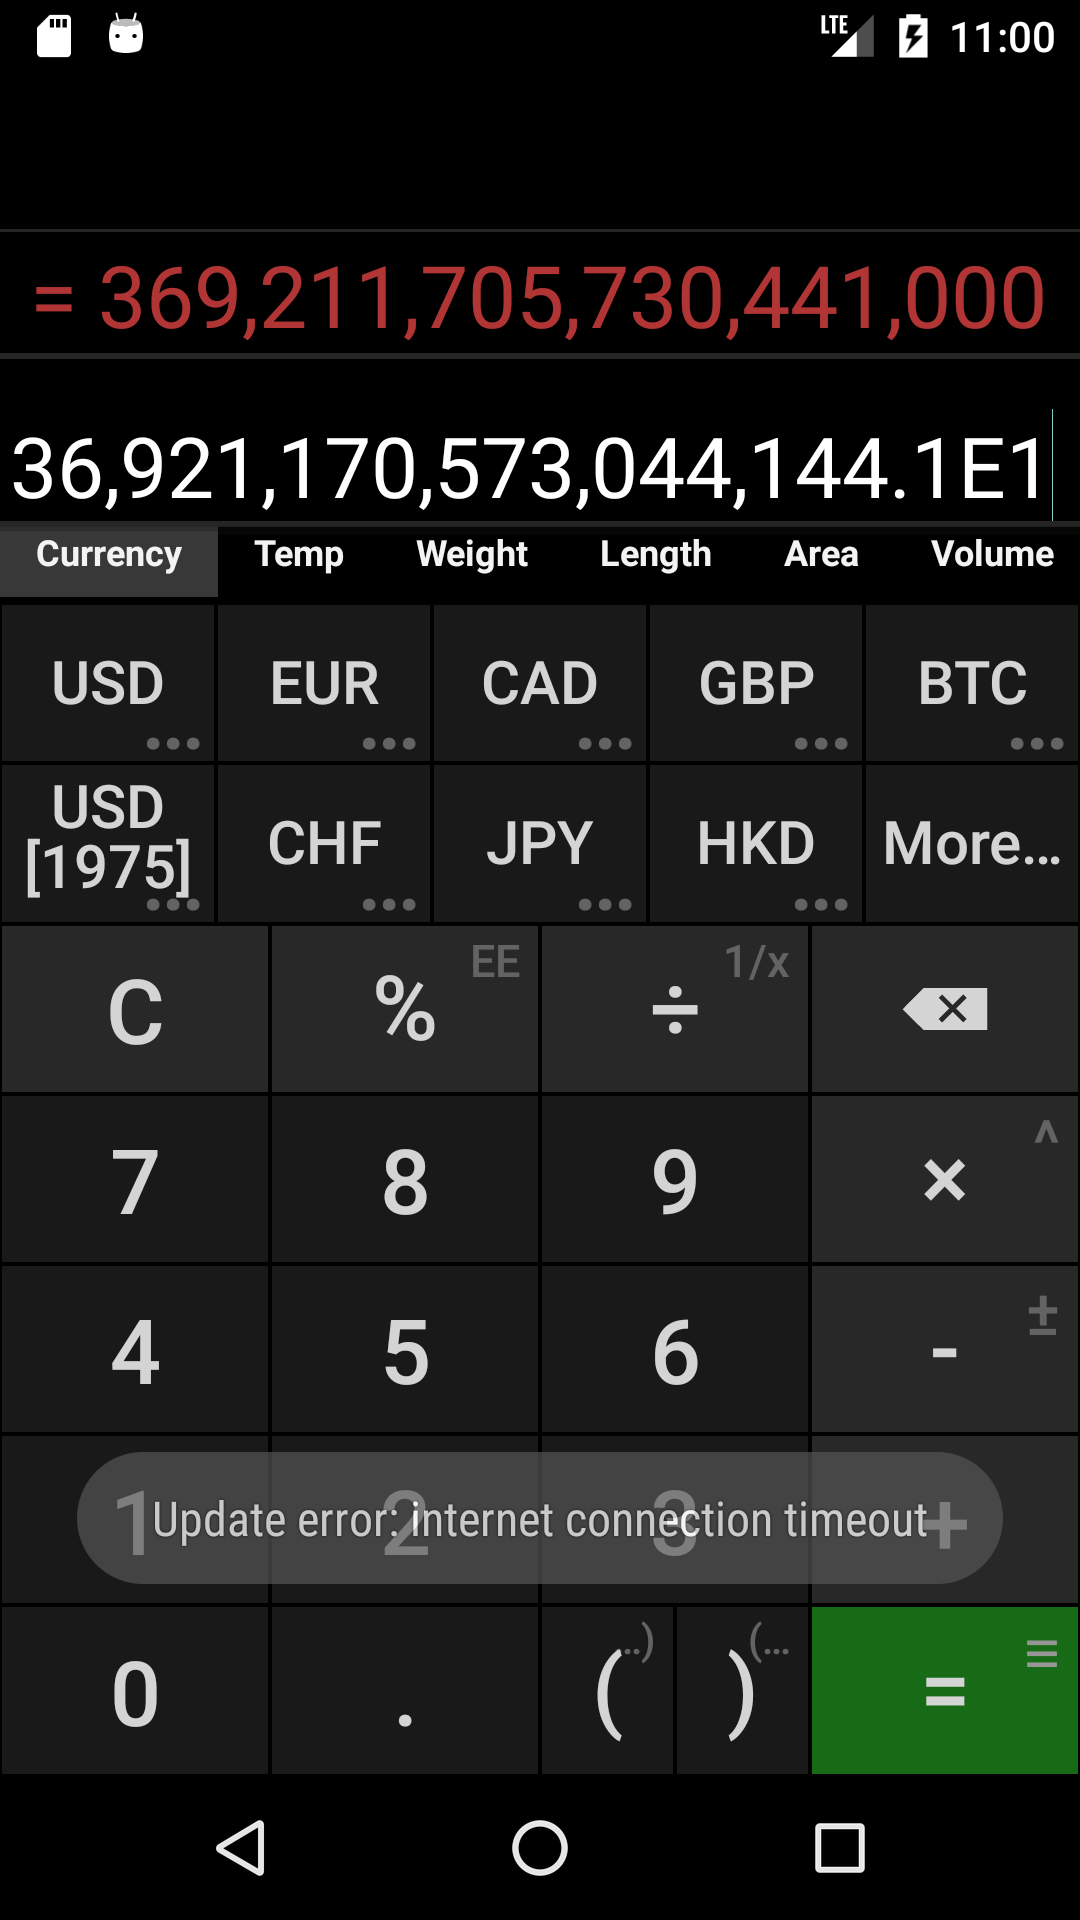 LTE 11:00
= 369,211,705,730,441,000
36,921,170,573,044,144.1E1
Currency Temp Weight Length Area Volume
USD EUR CAD GBP BTC
USD [1975] CHF JPY HKD More...
C % EE ÷ 1/x
7 8 9 × ^
4 5 6 - ±
1 2 3 +
Update error: internet connection timeout
0 . ( ..) ) (... = ≡